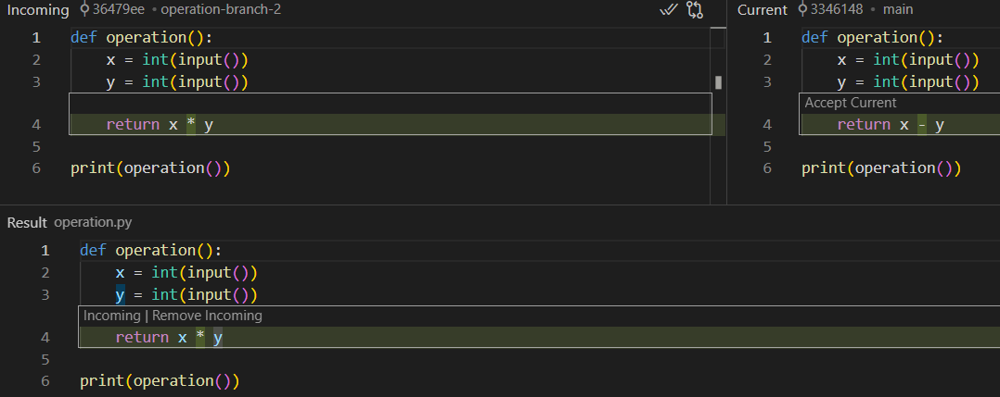 Incoming 36479ee • operation-branch-2
1 def operation():
2     x = int(input())
3     y = int(input())
4     return x * y
5
6 print(operation())
Current 3346148 • main
1 def operation():
2     x = int(input())
3     y = int(input())
Accept Current
4     return x - y
5
6 print(operation())
Result operation.py
1 def operation():
2     x = int(input())
3     y = int(input())
Incoming | Remove Incoming
4     return x * y
5
6 print(operation())